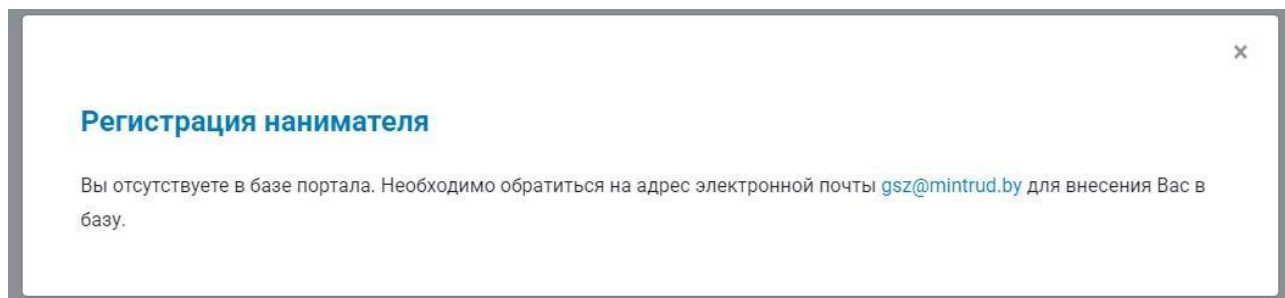 Регистрация нанимателя
Вы отсутствуете в базе портала. Необходимо обратиться на адрес электронной почты gsz@mintrud.by для внесения Вас в
базу.